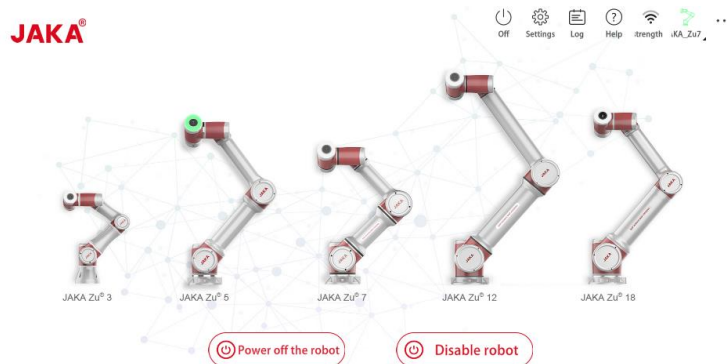 JAKA®
Off Settings Log Help trength KA_Zu7
JAKA
JAKA Zu® 3 JAKA Zu® 5 JAKA Zu® 7 JAKA Zu® 12 JAKA Zu® 18
Power off the robot Disable robot